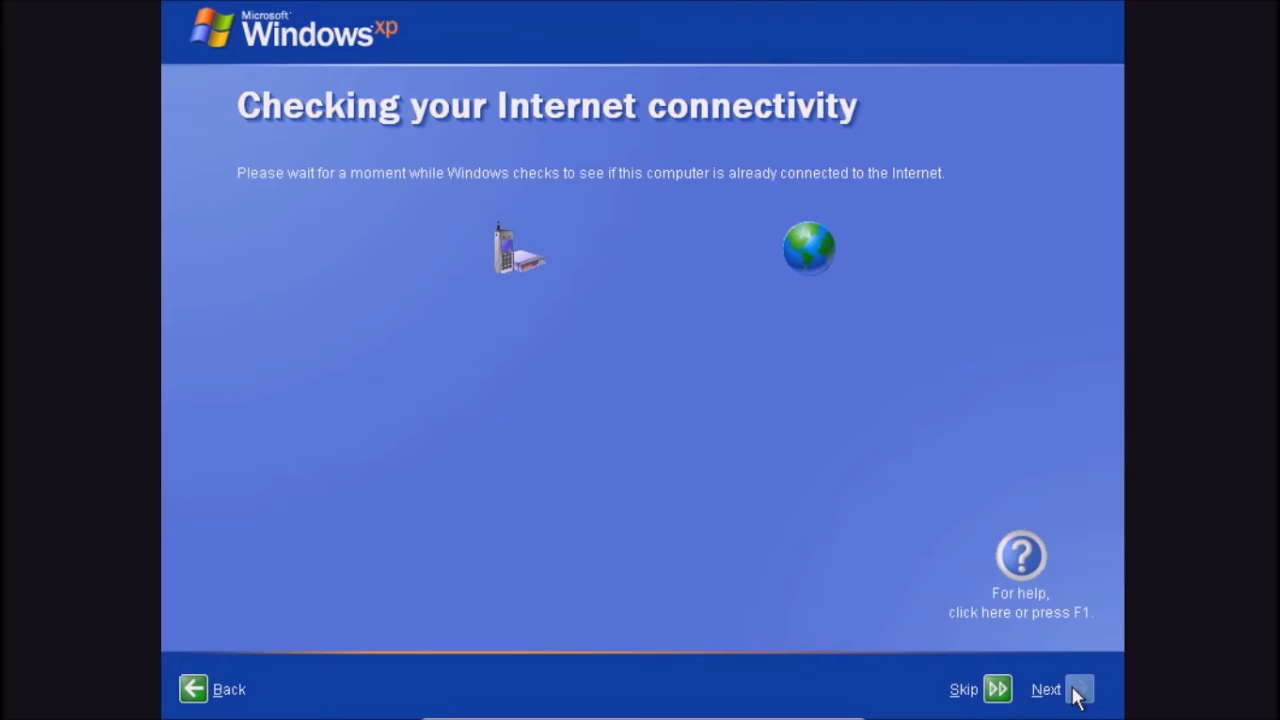 Microsoft®
Windows xp
Checking your Internet connectivity
Please wait for a moment while Windows checks to see if this computer is already connected to the Internet.
For help,
click here or press F1.
Back
Skip
Next